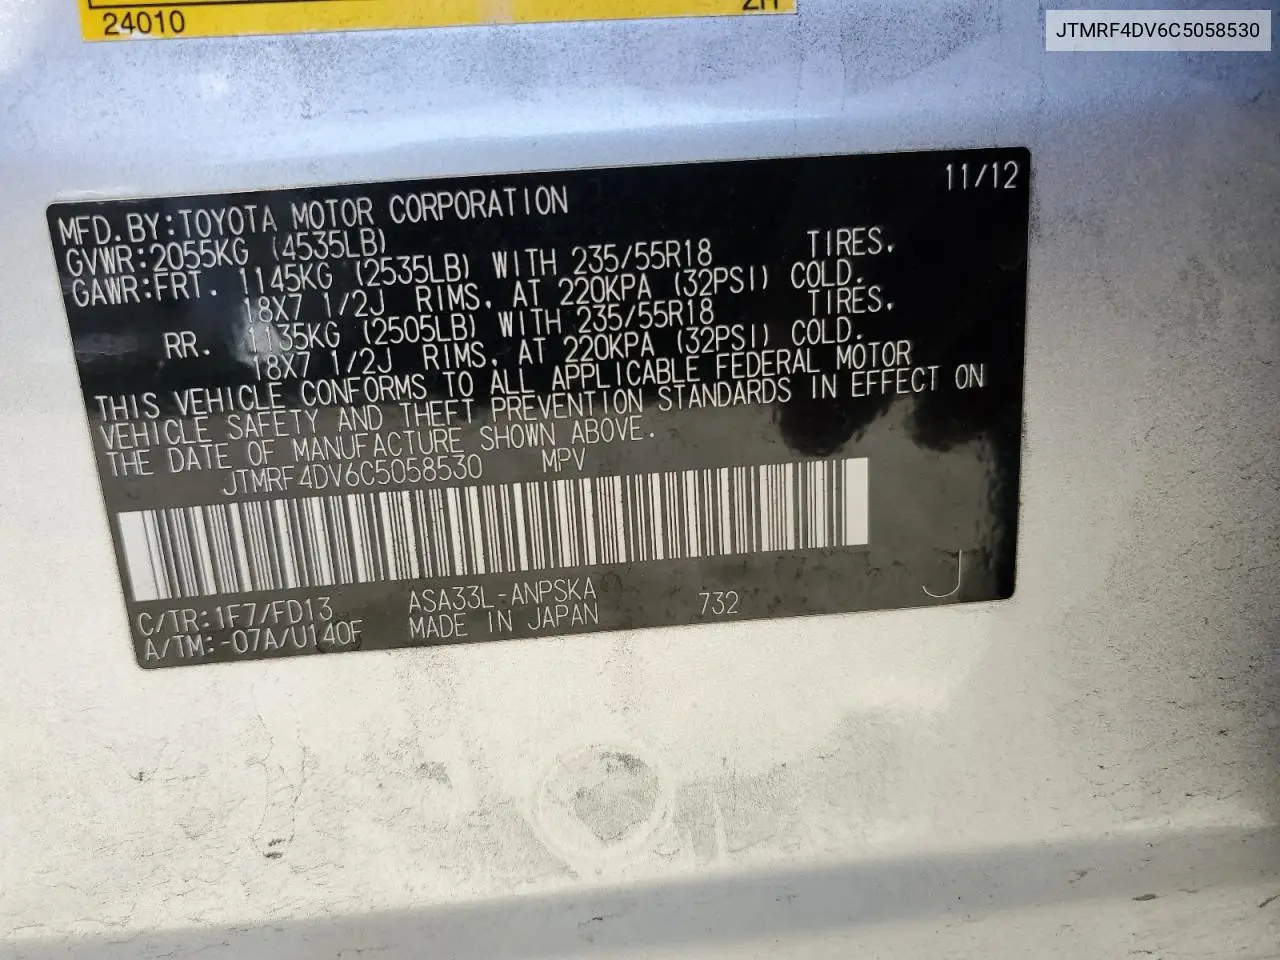 24010
JTMRF4DV6C5058530
11/12
MFD.BY:TOYOTA MOTOR CORPORATION
GVWR:2055KG (4535LB)
GAWR:FRT. 1145KG (2535LB) WITH 235/55R18 TIRES,
18X7 1/2J RIMS, AT 220KPA (32PSI) COLD.
RR. 1135KG (2505LB) WITH 235/55R18 TIRES,
18X7 1/2J RIMS, AT 220KPA (32PSI) COLD.
THIS VEHICLE CONFORMS TO ALL APPLICABLE FEDERAL MOTOR
VEHICLE SAFETY AND THEFT PREVENTION STANDARDS IN EFFECT ON
THE DATE OF MANUFACTURE SHOWN ABOVE.
JTMRF4DV6C5058530 MPV
C/TR:1F7/FD13 ASA33L-ANPSKA 732 J
A/TM:-07A/U140F MADE IN JAPAN